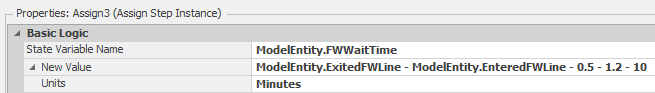 Properties: Assign3 (Assign Step Instance)
Basic Logic
State Variable Name ModelEntity.FWWaitTime
New Value ModelEntity.ExitedFWLine - ModelEntity.EnteredFWLine - 0.5 - 1.2 - 10
Units Minutes